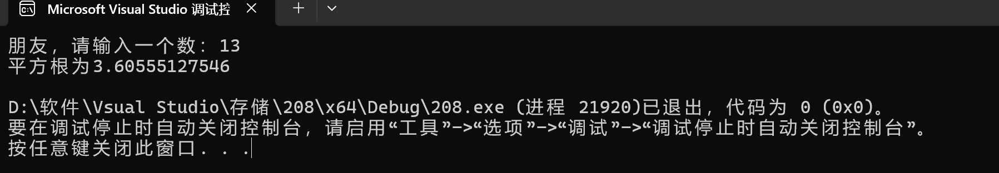 Microsoft Visual Studio 调试控
朋友，请输入一个数：13
平方根为3.60555127546
D:\软件\Vsual Studio\存储\208\x64\Debug\208.exe (进程 21920)已退出，代码为 0 (0x0)。
要在调试停止时自动关闭控制台，请启用“工具”->“选项”->“调试”->“调试停止时自动关闭控制台”。
按任意键关闭此窗口. . .